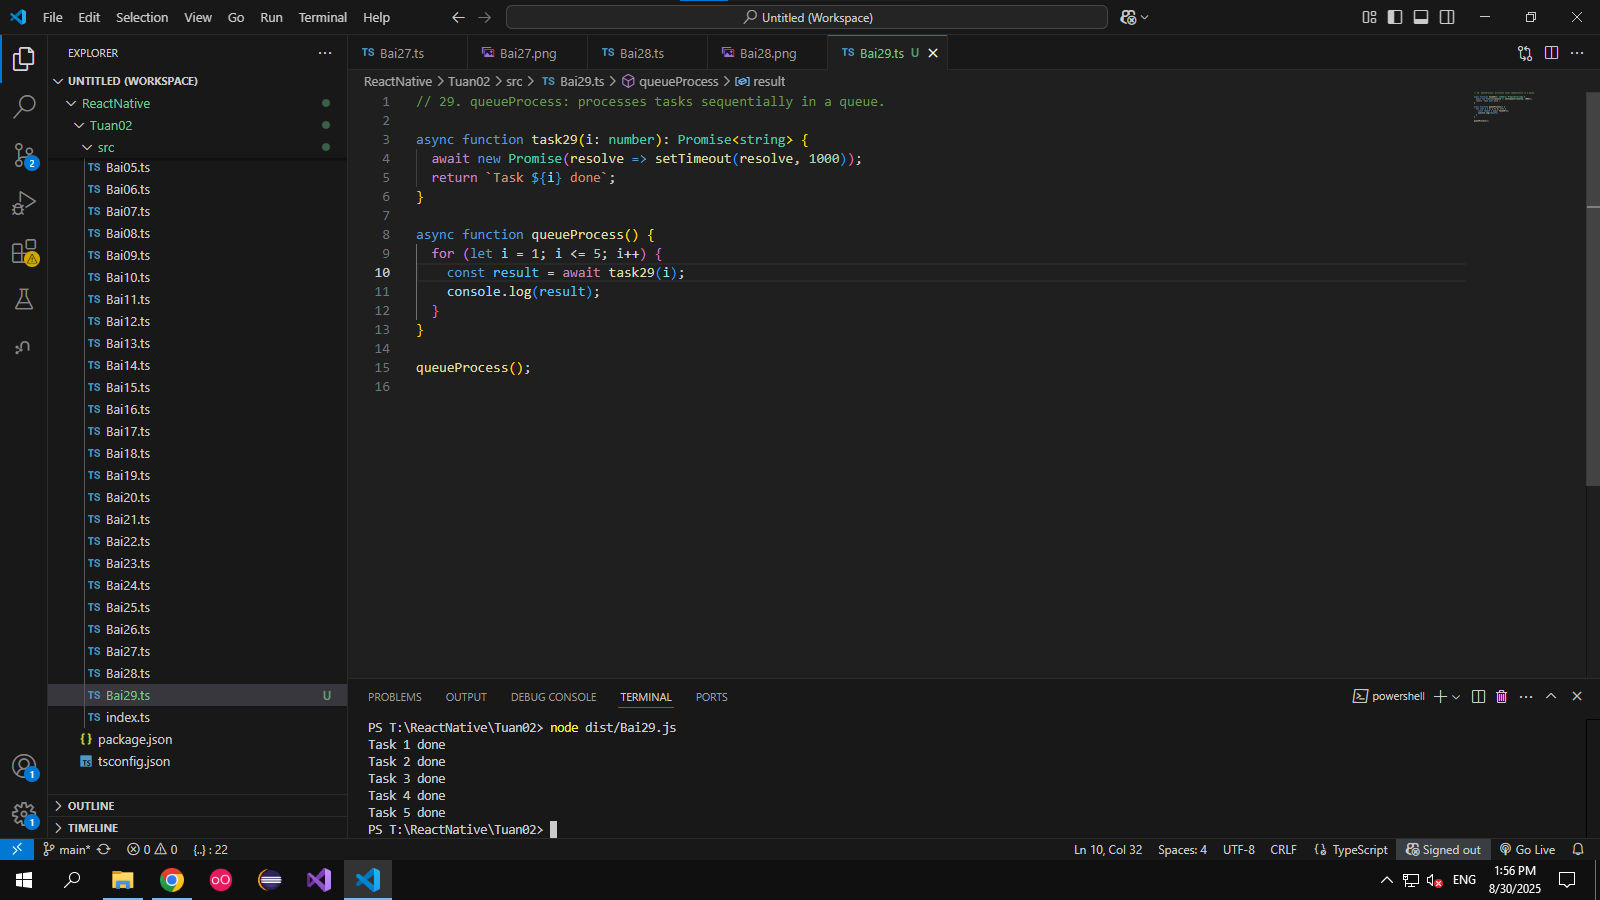 File Edit Selection View Go Run Terminal Help
Untitled (Workspace)
EXPLORER
UNTITLED (WORKSPACE)
ReactNative
Tuan02
src
TS Bai05.ts
TS Bai06.ts
TS Bai07.ts
TS Bai08.ts
TS Bai09.ts
TS Bai10.ts
TS Bai11.ts
TS Bai12.ts
TS Bai13.ts
TS Bai14.ts
TS Bai15.ts
TS Bai16.ts
TS Bai17.ts
TS Bai18.ts
TS Bai19.ts
TS Bai20.ts
TS Bai21.ts
TS Bai22.ts
TS Bai23.ts
TS Bai24.ts
TS Bai25.ts
TS Bai26.ts
TS Bai27.ts
TS Bai28.ts
TS Bai29.ts U
TS index.ts
{} package.json
TS tsconfig.json
OUTLINE
TIMELINE
2
1
1
TS Bai27.ts Bai27.png TS Bai28.ts Bai28.png TS Bai29.ts U
ReactNative > Tuan02 > src > TS Bai29.ts > queueProcess > result
1 // 29. queueProcess: processes tasks sequentially in a queue.
2
3 async function task29(i: number): Promise<string> {
4 await new Promise(resolve => setTimeout(resolve, 1000));
5 return `Task ${i} done`;
6 }
7
8 async function queueProcess() {
9 for (let i = 1; i <= 5; i++) {
10 const result = await task29(i);
11 console.log(result);
12 }
13 }
14
15 queueProcess();
16
PROBLEMS OUTPUT DEBUG CONSOLE TERMINAL PORTS
powershell
PS T:\ReactNative\Tuan02> node dist/Bai29.js
Task 1 done
Task 2 done
Task 3 done
Task 4 done
Task 5 done
PS T:\ReactNative\Tuan02>
main* 0 0 {..} : 22
Ln 10, Col 32 Spaces: 4 UTF-8 CRLF {} TypeScript Signed out Go Live
ENG
1:56 PM
8/30/2025